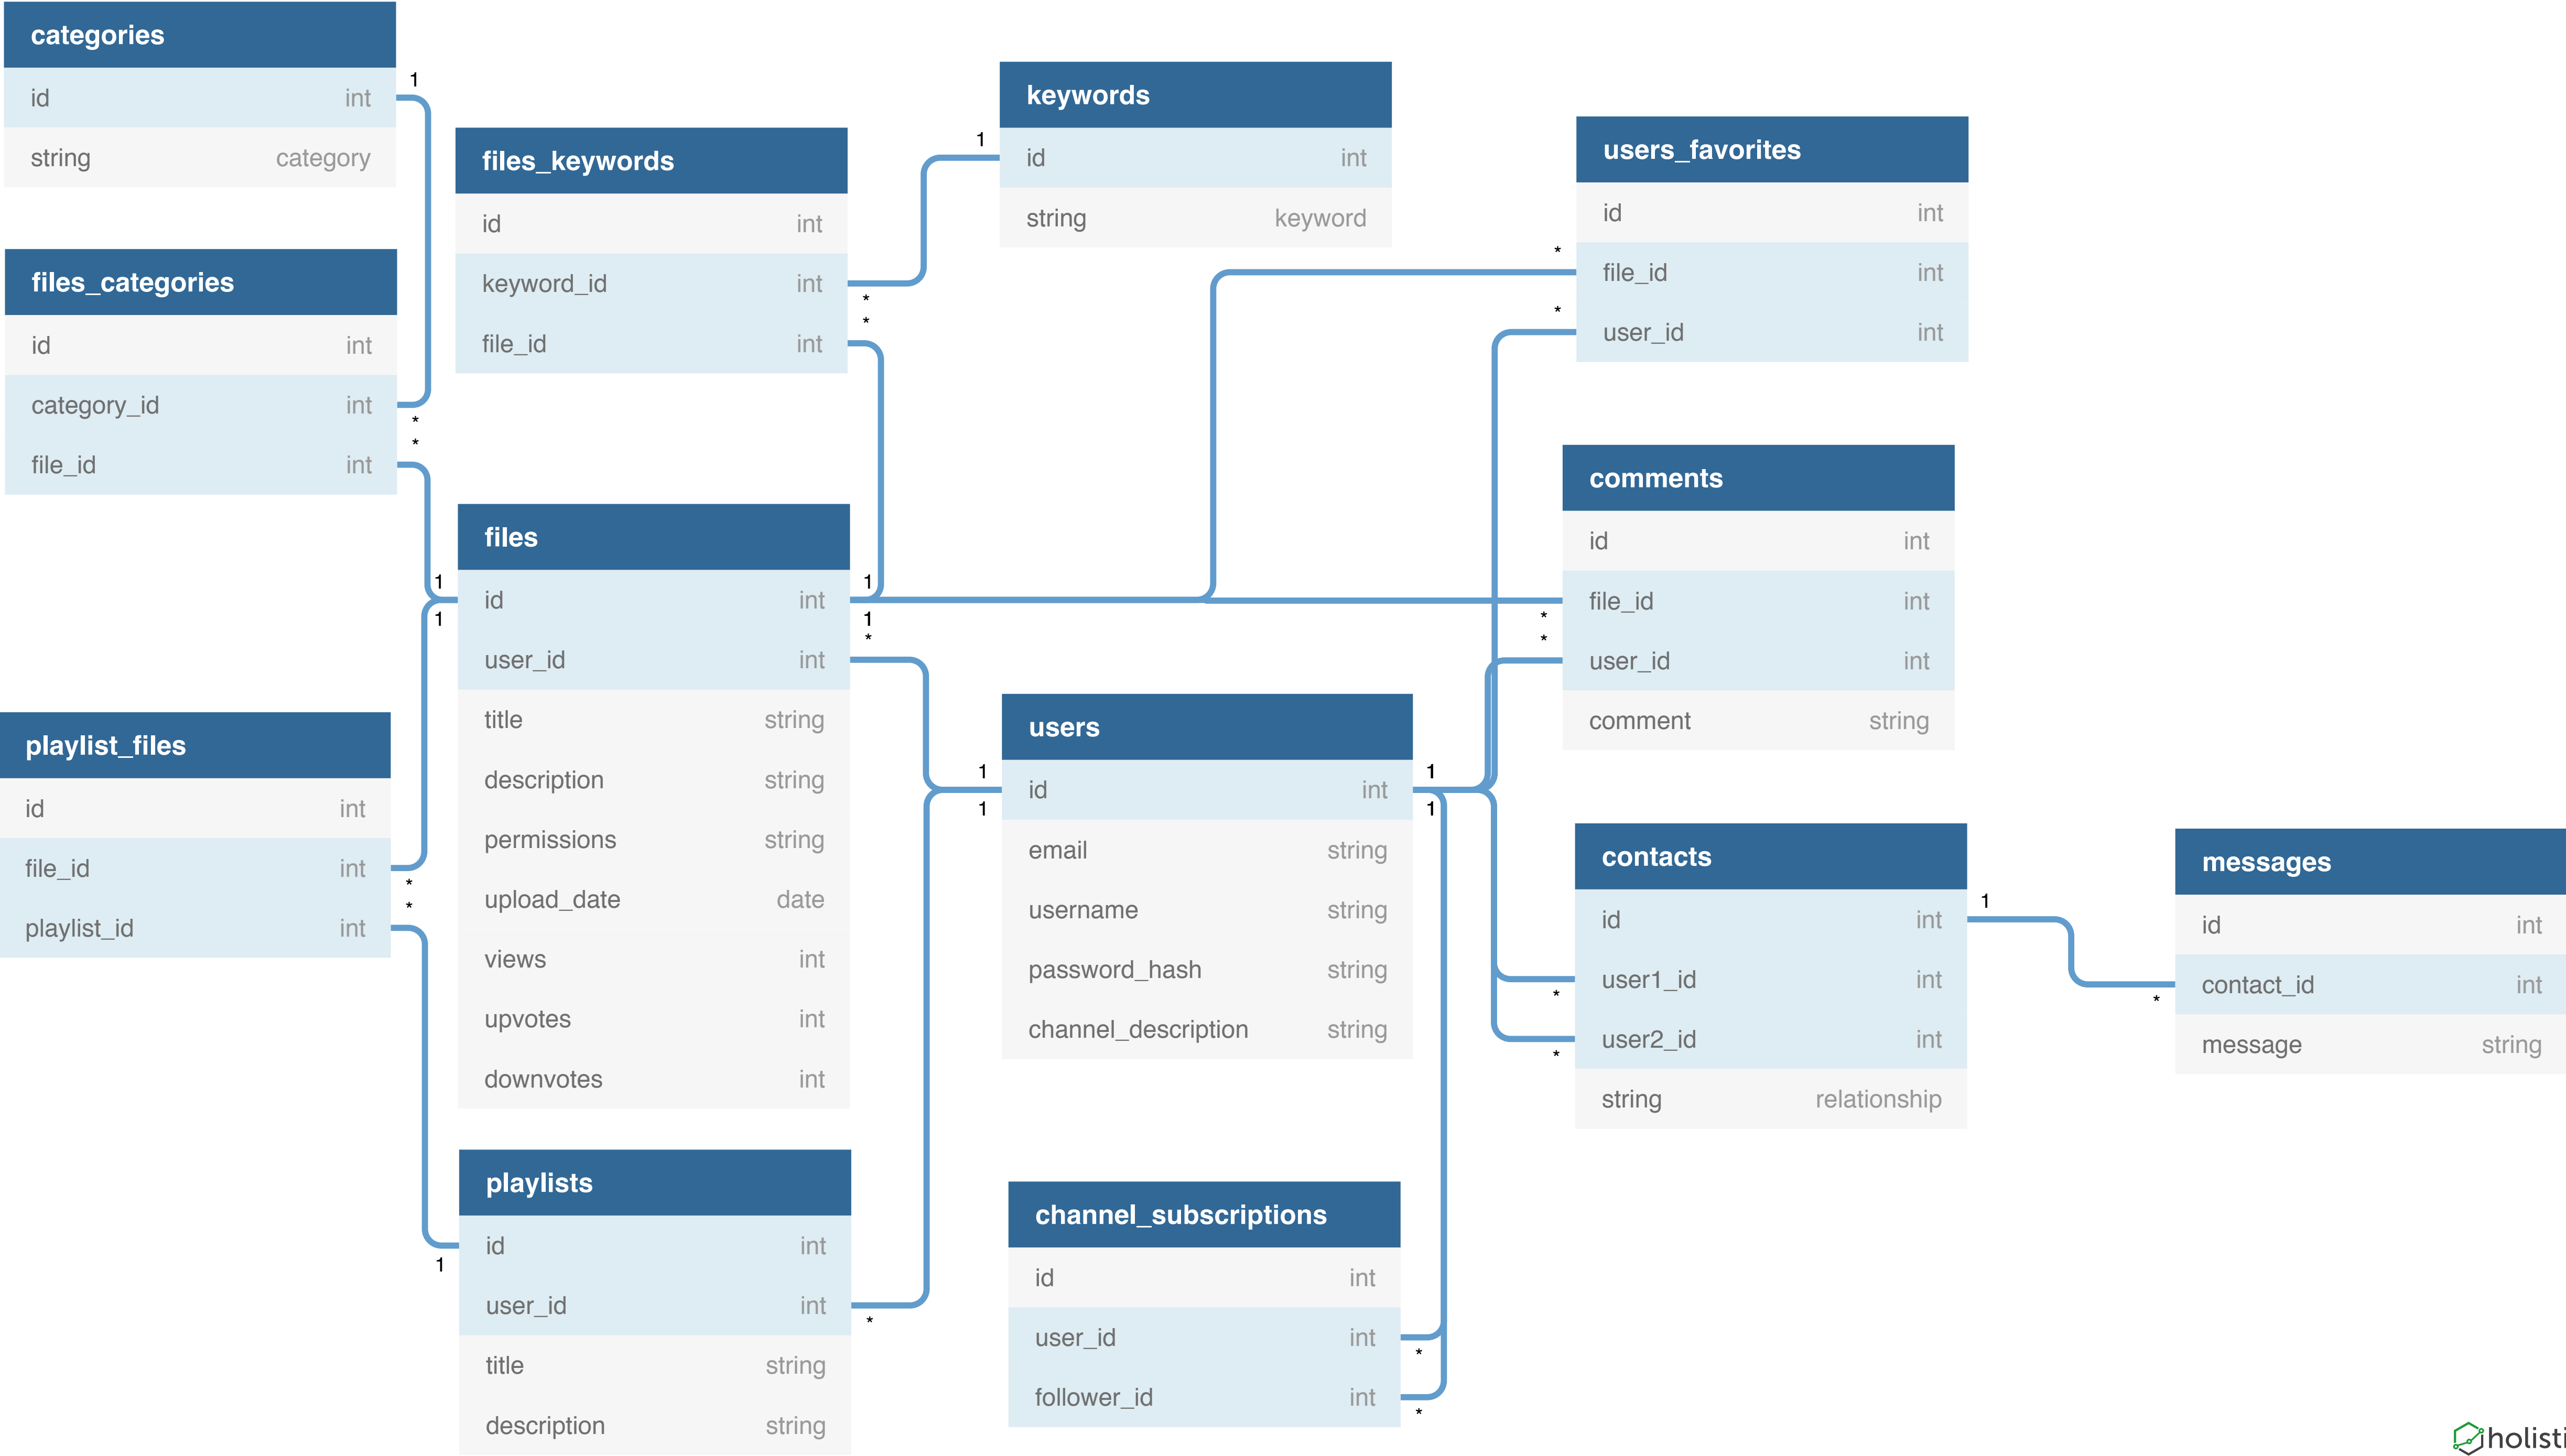 categories
id int
string category
files_categories
id int
category_id int
file_id int
playlist_files
id int
file_id int
playlist_id int
files_keywords
id int
keyword_id int
file_id int
files
id int
user_id int
title string
description string
permissions string
upload_date date
views int
upvotes int
downvotes int
playlists
id int
user_id int
title string
description string
keywords
id int
string keyword
users
id int
email string
username string
password_hash string
channel_description string
channel_subscriptions
id int
user_id int
follower_id int
users_favorites
id int
file_id int
user_id int
comments
id int
file_id int
user_id int
comment string
contacts
id int
user1_id int
user2_id int
string relationship
messages
id int
contact_id int
message string
1
*
*
1
1
*
*
1
1
*
*
1
1
*
1
1
*
*
*
*
*
1
1
*
*
1
*
*
*
holisti